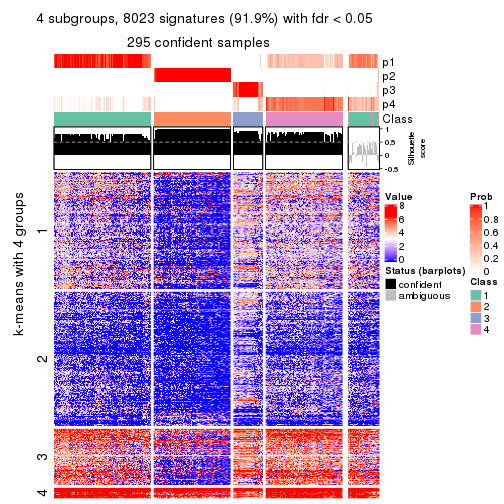 4 subgroups, 8023 signatures (91.9%) with fdr < 0.05
295 confident samples
p1
p2
p3
p4
Class
1
0.5
0
-0.5
Silhouette
score
k-means with 4 groups
1
2
3
4
Value
8
6
4
2
0
Status (barplots)
confident
ambiguous
Prob
1
0.8
0.6
0.4
0.2
0
Class
1
2
3
4